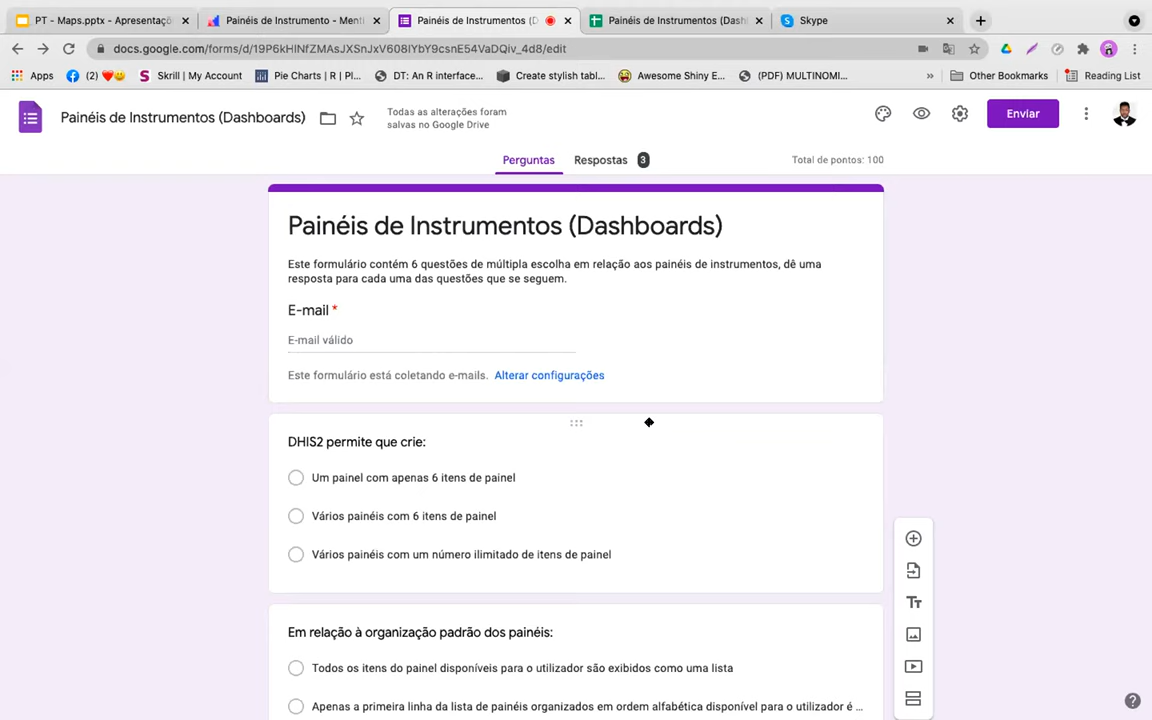 PT - Maps.pptx - Apresentaçõ
Painéis de Instrumento - Menti
Painéis de Instrumentos (D
Painéis de Instrumentos (Dash
Skype
docs.google.com/forms/d/19P6kHlNfZMAsJXSnJxV608IYbY9csnE54VaDQiv_4d8/edit
Apps
(2) ❤️😍
Skrill | My Account
Pie Charts | R | Pl...
DT: An R interface...
Create stylish tabl...
Awesome Shiny E...
(PDF) MULTINOMI...
»
Other Bookmarks
Reading List
Painéis de Instrumentos (Dashboards)
Todas as alterações foram
salvas no Google Drive
Enviar
Perguntas
Respostas 3
Total de pontos: 100
Painéis de Instrumentos (Dashboards)
Este formulário contém 6 questões de múltipla escolha em relação aos painéis de instrumentos, dê uma
resposta para cada uma das questões que se seguem.
E-mail *
E-mail válido
Este formulário está coletando e-mails. Alterar configurações
DHIS2 permite que crie:
Um painel com apenas 6 itens de painel
Vários painéis com 6 itens de painel
Vários painéis com um número ilimitado de itens de painel
Em relação à organização padrão dos painéis:
Todos os itens do painel disponíveis para o utilizador são exibidos como uma lista
Apenas a primeira linha da lista de painéis organizados em ordem alfabética disponível para o utilizador é ...